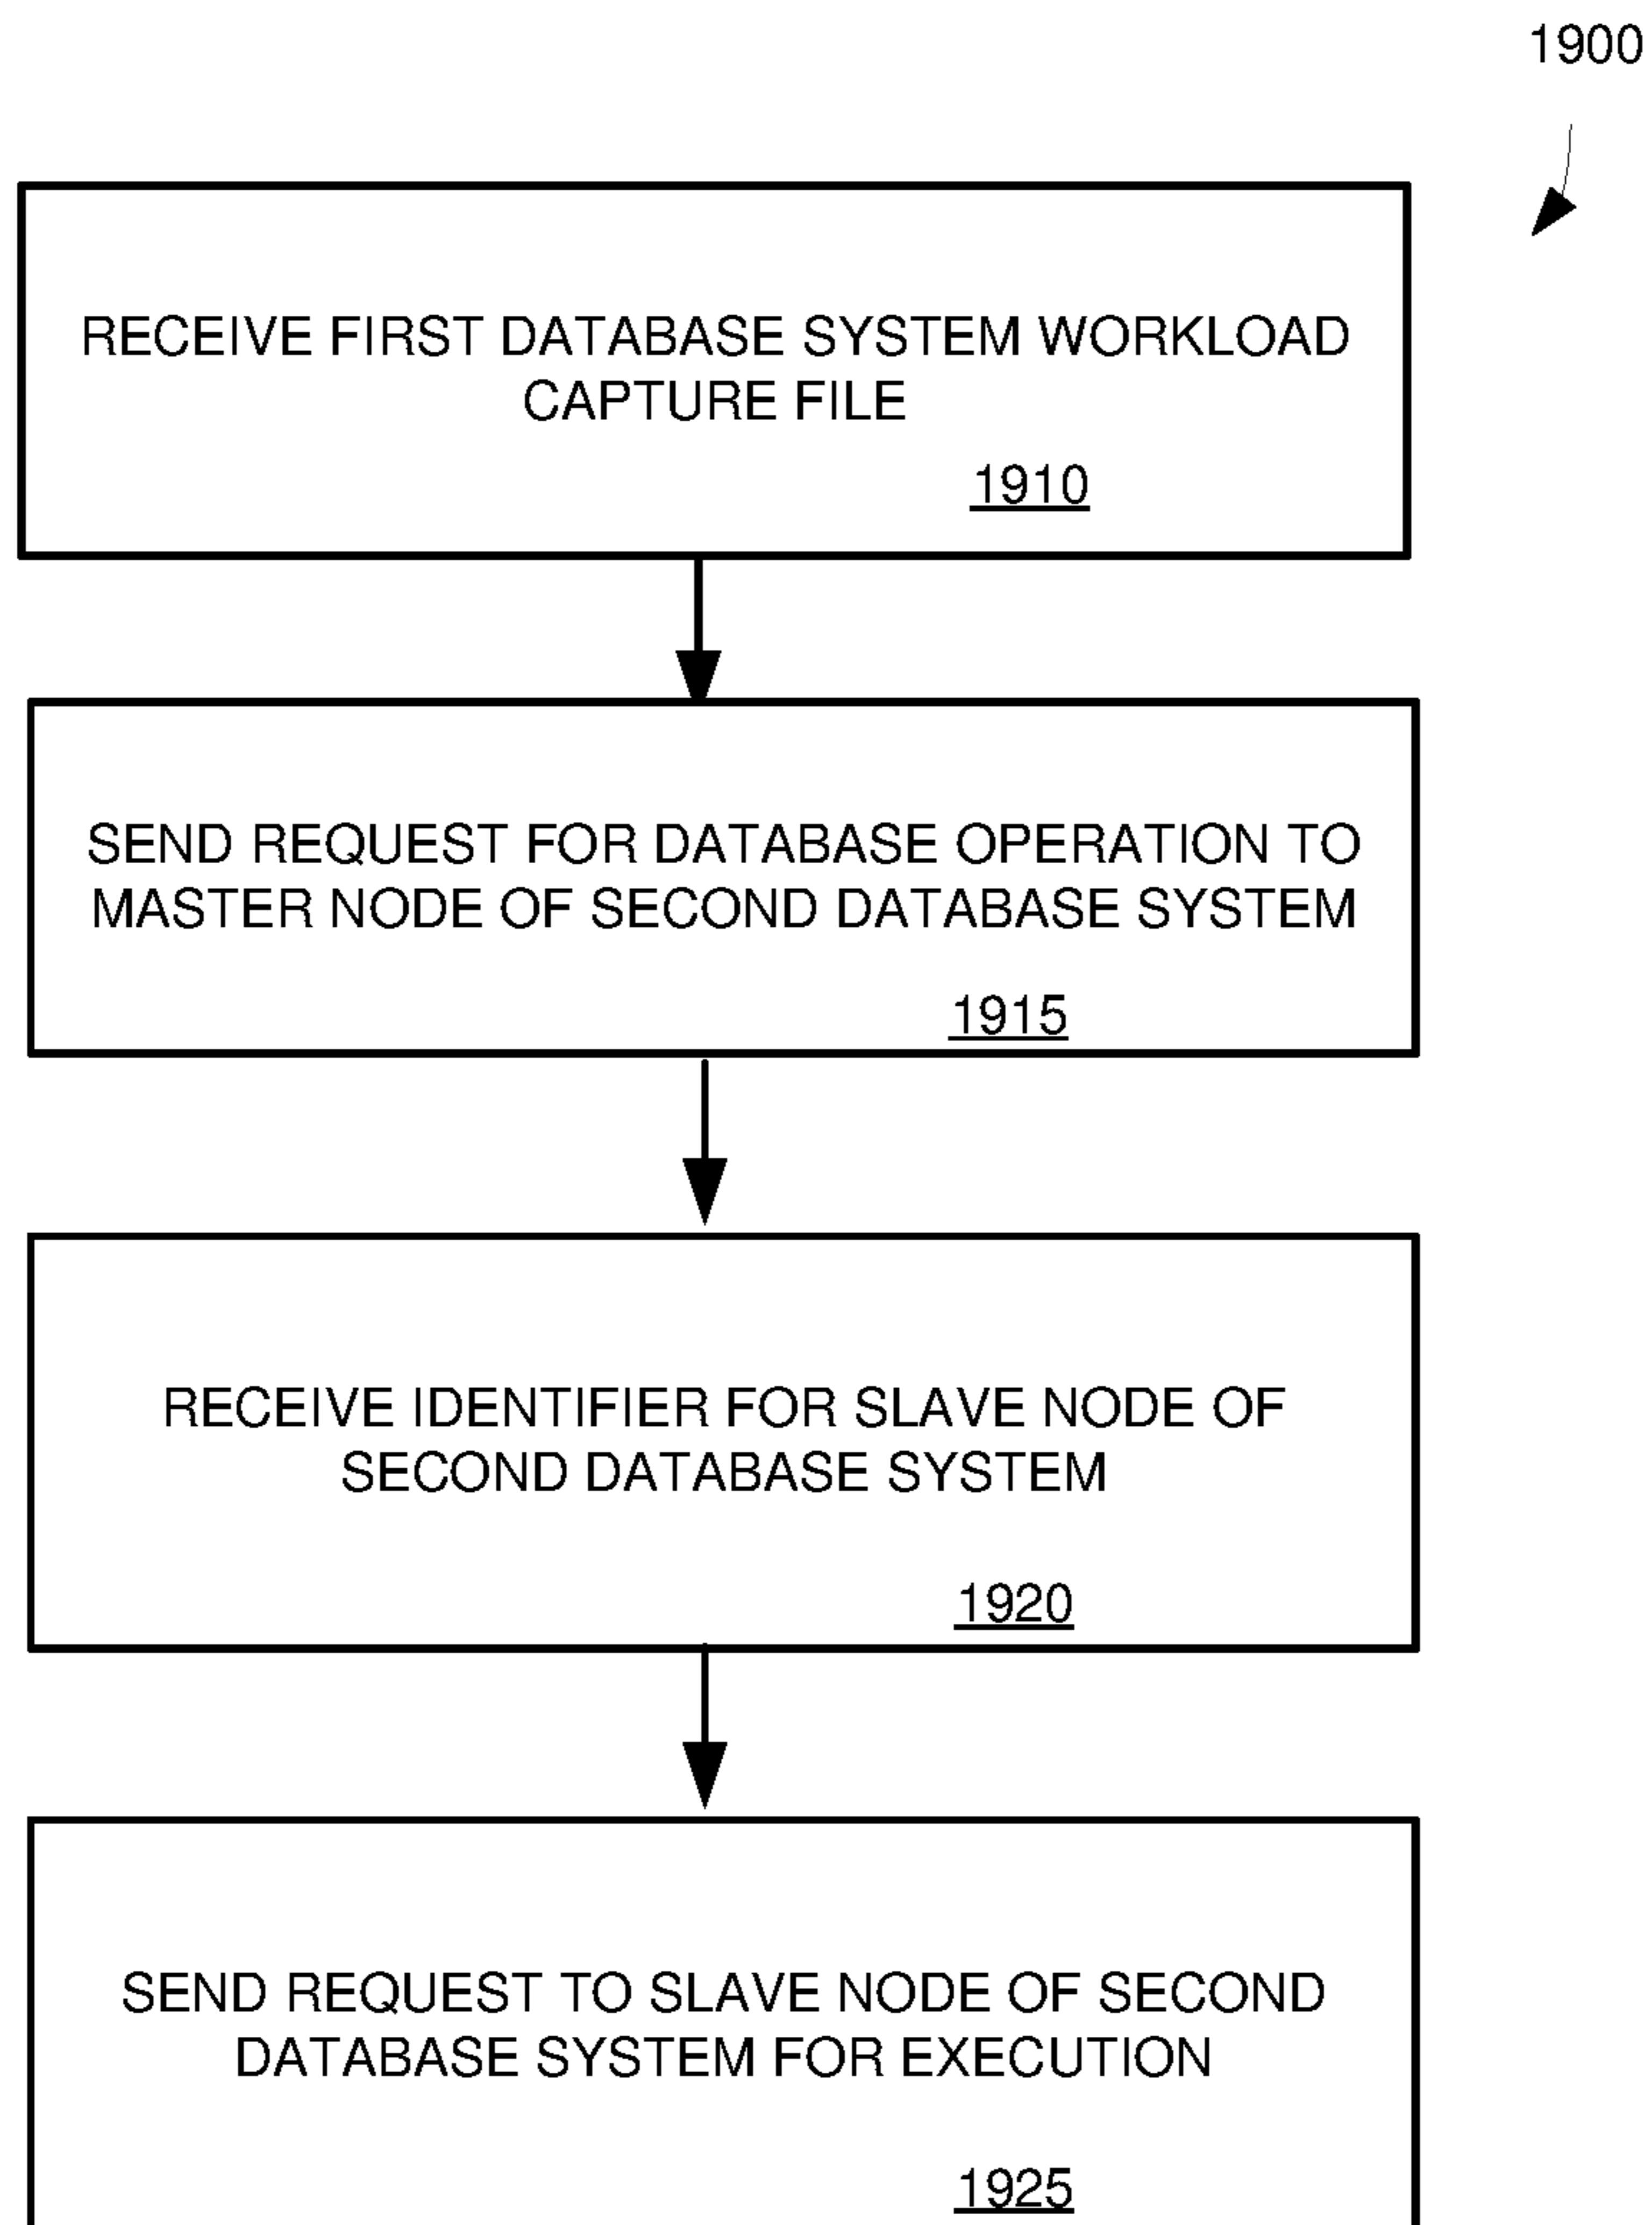 1900
RECEIVE FIRST DATABASE SYSTEM WORKLOAD
CAPTURE FILE
1910
SEND REQUEST FOR DATABASE OPERATION TO
MASTER NODE OF SECOND DATABASE SYSTEM
1915
RECEIVE IDENTIFIER FOR SLAVE NODE OF
SECOND DATABASE SYSTEM
1920
SEND REQUEST TO SLAVE NODE OF SECOND
DATABASE SYSTEM FOR EXECUTION
1925